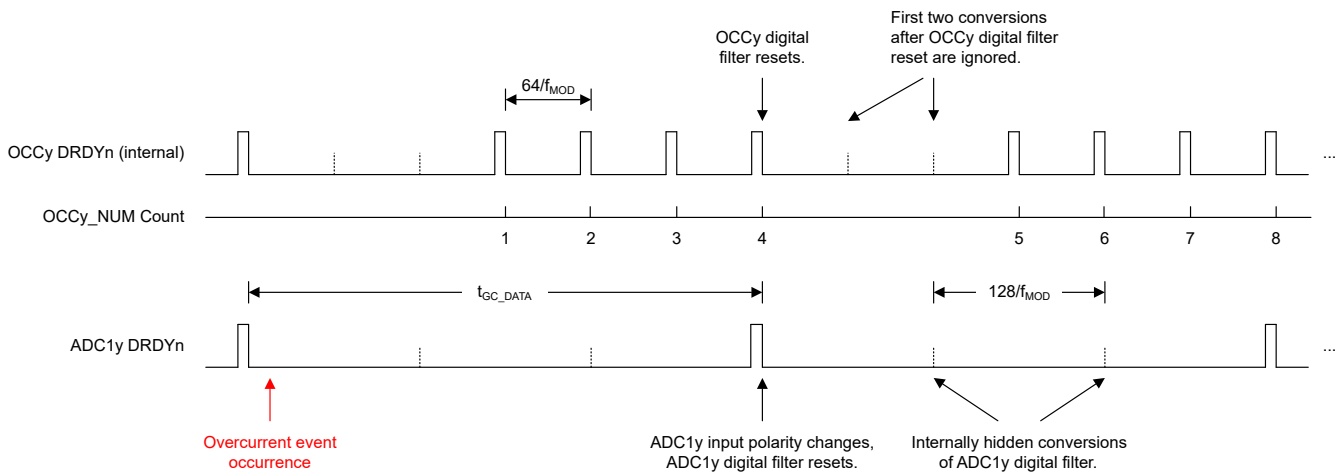 OCCy digital
filter resets.
First two conversions
after OCCy digital filter
reset are ignored.
64/fMOD
OCCy DRDYn (internal)
...
OCCy_NUM Count
1 2 3 4 5 6 7 8
tGC_DATA
128/fMOD
ADC1y DRDYn
...
Overcurrent event
occurrence
ADC1y input polarity changes,
ADC1y digital filter resets.
Internally hidden conversions
of ADC1y digital filter.